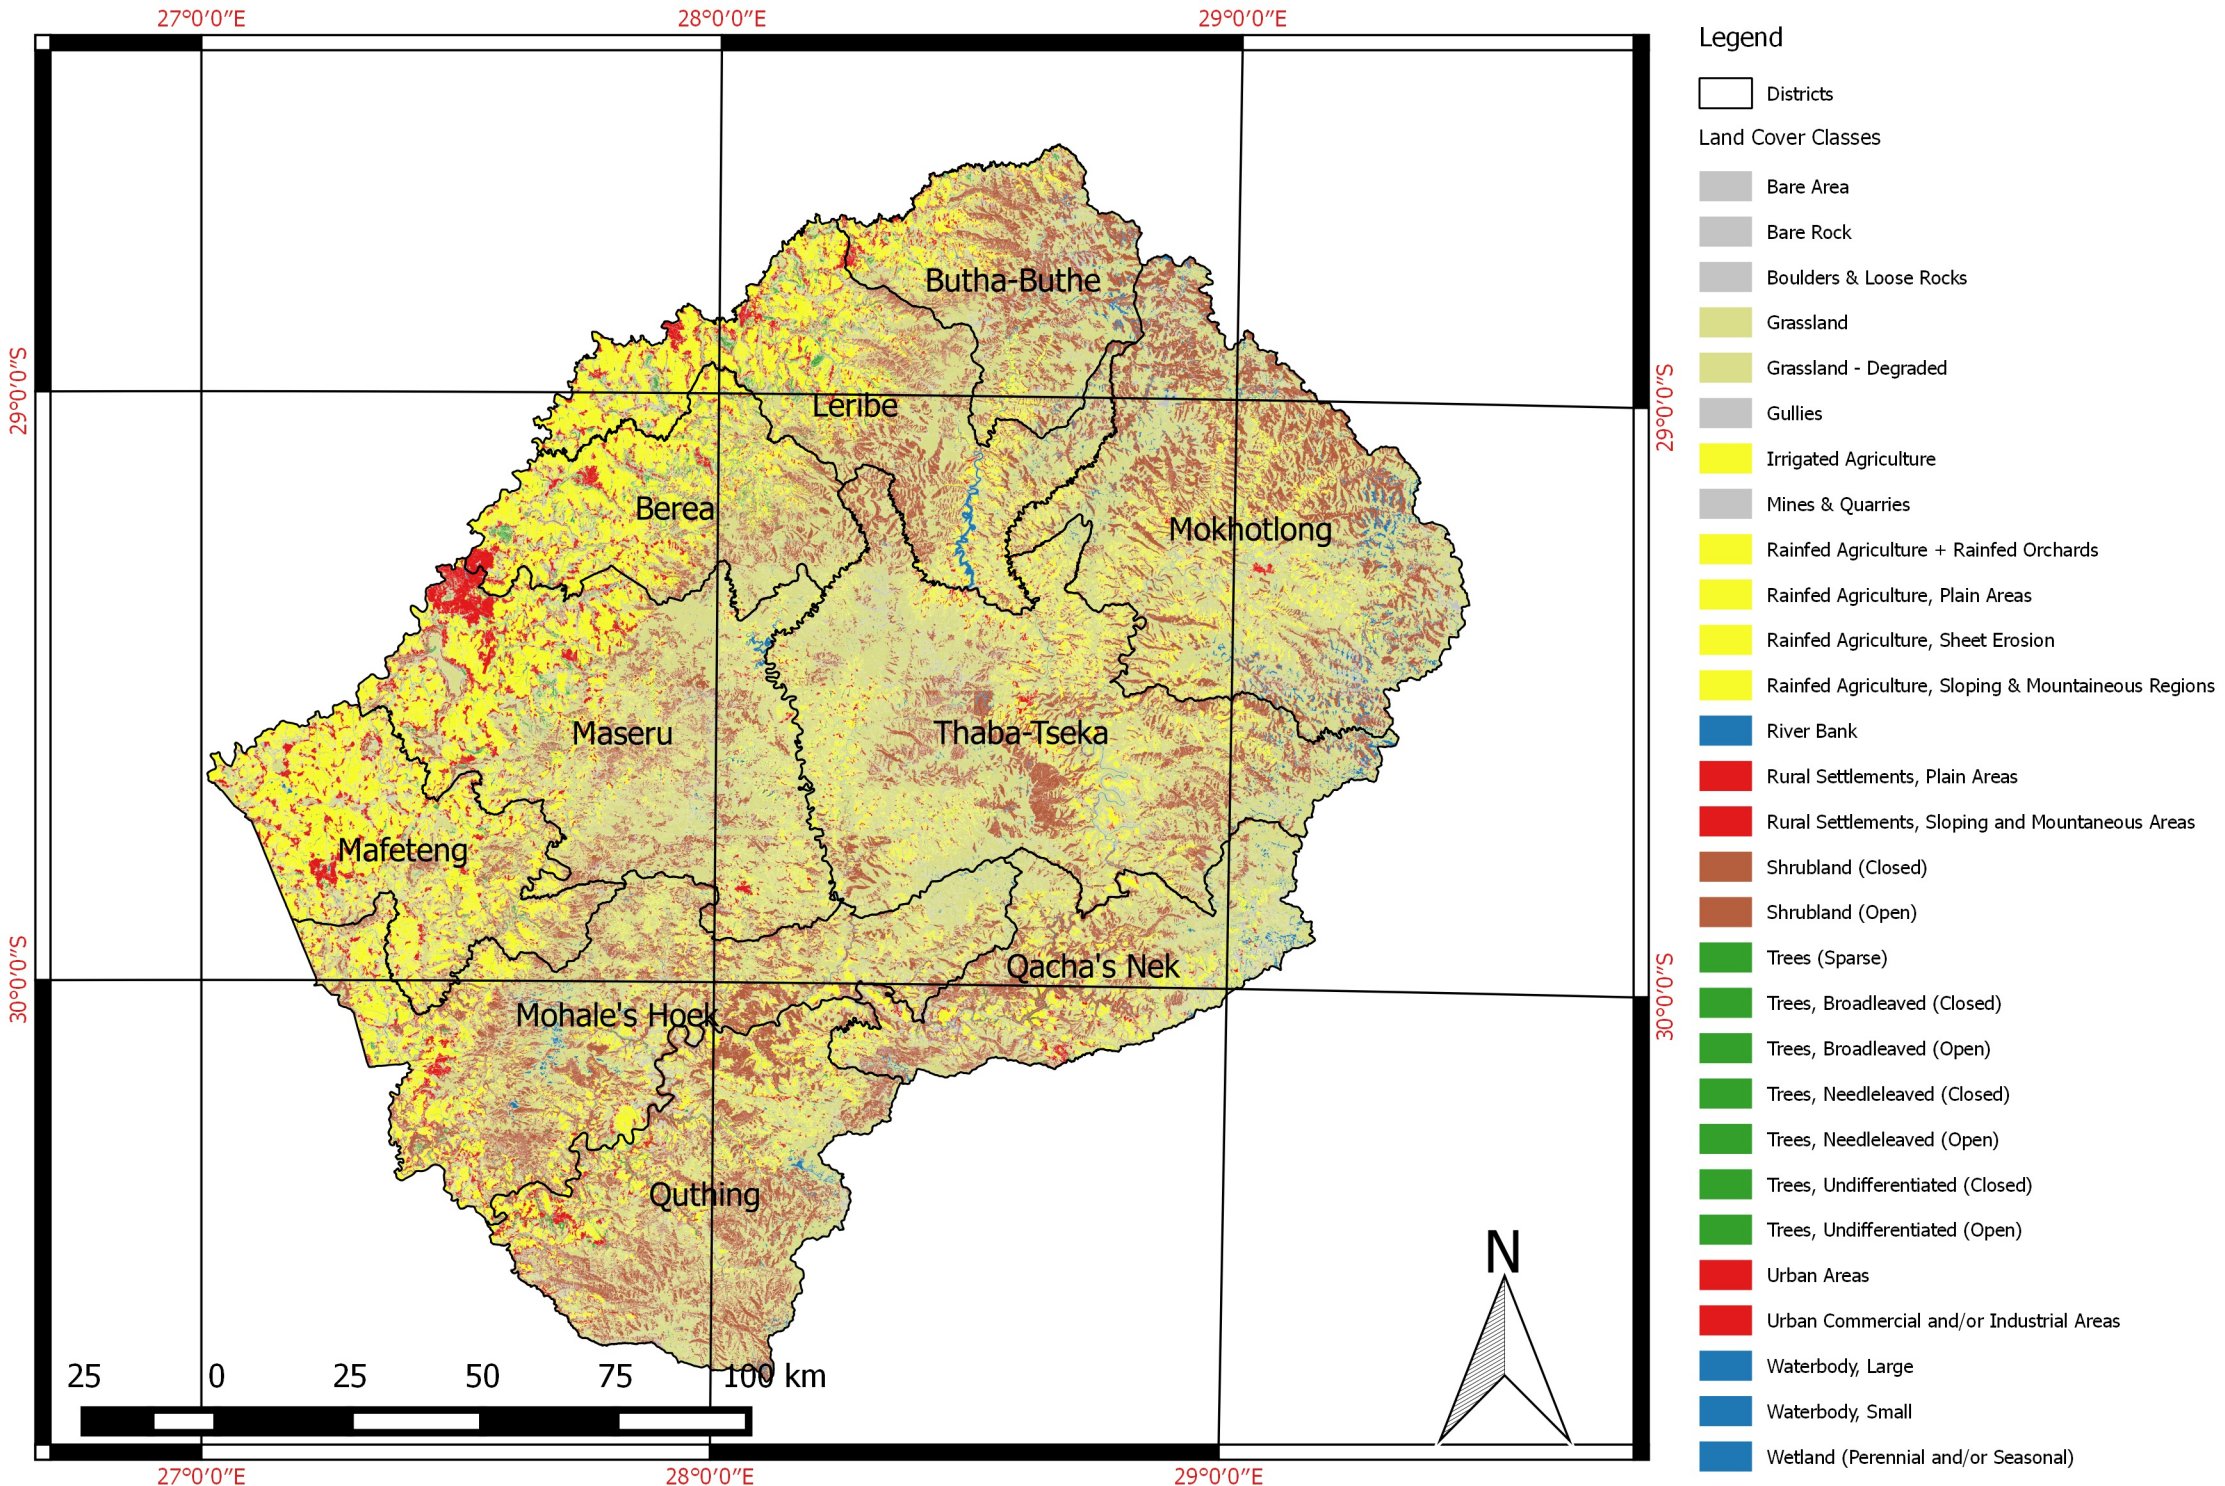 27°0′0″E 28°0′0″E 29°0′0″E
29°0′0″S
30°0′0″S
Butha-Buthe
Leribe
Berea
Mokhotlong
Maseru
Thaba-Tseka
Mafeteng
Qacha's Nek
Mohale's Hoek
Quthing
29°0′0″S
30°0′0″S
N
25 0 25 50 75 100 km
27°0′0″E 28°0′0″E 29°0′0″E
Legend
Districts
Land Cover Classes
Bare Area
Bare Rock
Boulders & Loose Rocks
Grassland
Grassland - Degraded
Gullies
Irrigated Agriculture
Mines & Quarries
Rainfed Agriculture + Rainfed Orchards
Rainfed Agriculture, Plain Areas
Rainfed Agriculture, Sheet Erosion
Rainfed Agriculture, Sloping & Mountaineous Regions
River Bank
Rural Settlements, Plain Areas
Rural Settlements, Sloping and Mountaneous Areas
Shrubland (Closed)
Shrubland (Open)
Trees (Sparse)
Trees, Broadleaved (Closed)
Trees, Broadleaved (Open)
Trees, Needleleaved (Closed)
Trees, Needleleaved (Open)
Trees, Undifferentiated (Closed)
Trees, Undifferentiated (Open)
Urban Areas
Urban Commercial and/or Industrial Areas
Waterbody, Large
Waterbody, Small
Wetland (Perennial and/or Seasonal)